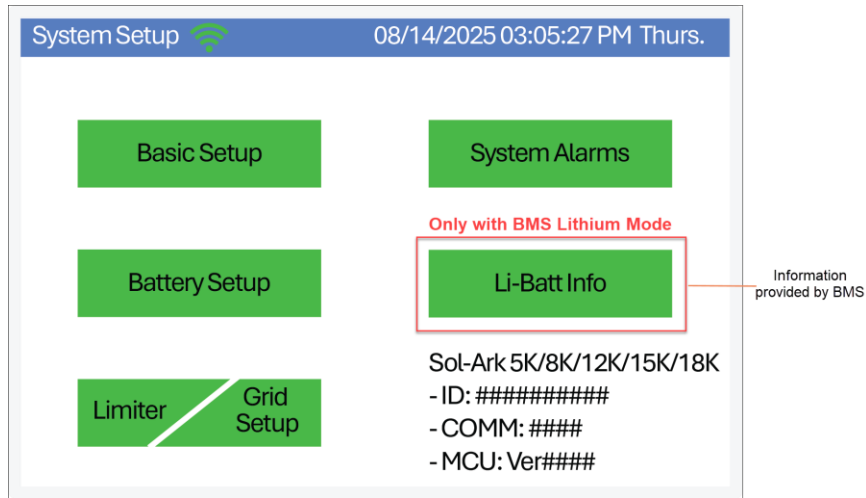 System Setup
08/14/2025 03:05:27 PM Thurs.
Basic Setup
System Alarms
Only with BMS Lithium Mode
Battery Setup
Li-Batt Info
Information
provided by BMS
Limiter
Grid
Setup
Sol-Ark 5K/8K/12K/15K/18K
- ID: ##########
- COMM: ####
- MCU: Ver####